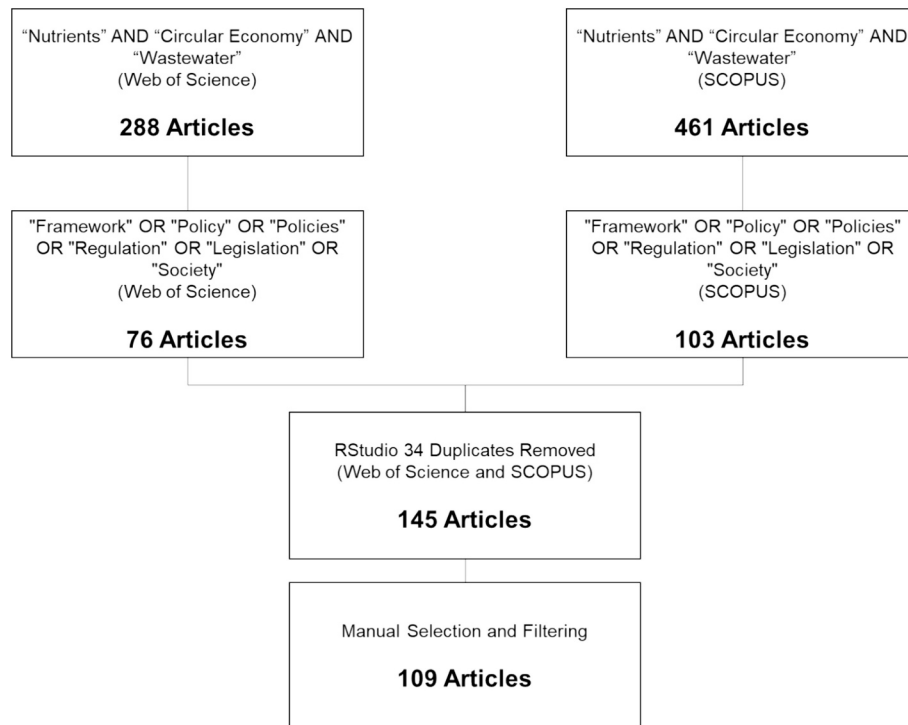 “Nutrients” AND “Circular Economy” AND
“Wastewater”
(Web of Science)
288 Articles
“Nutrients” AND “Circular Economy” AND
“Wastewater”
(SCOPUS)
461 Articles
"Framework" OR "Policy" OR "Policies"
OR "Regulation" OR "Legislation" OR
"Society"
(Web of Science)
76 Articles
"Framework" OR "Policy" OR "Policies"
OR "Regulation" OR "Legislation" OR
"Society"
(SCOPUS)
103 Articles
RStudio 34 Duplicates Removed
(Web of Science and SCOPUS)
145 Articles
Manual Selection and Filtering
109 Articles